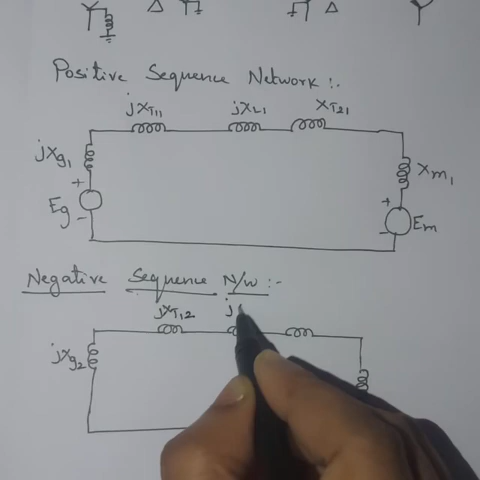 Positive Sequence Network :-
jXT11 jXL1 XT21
jXg1
Xm1
+
Eg
-
+
Em
-
Negative Sequence N/w :-
jXT12 j
jXg2